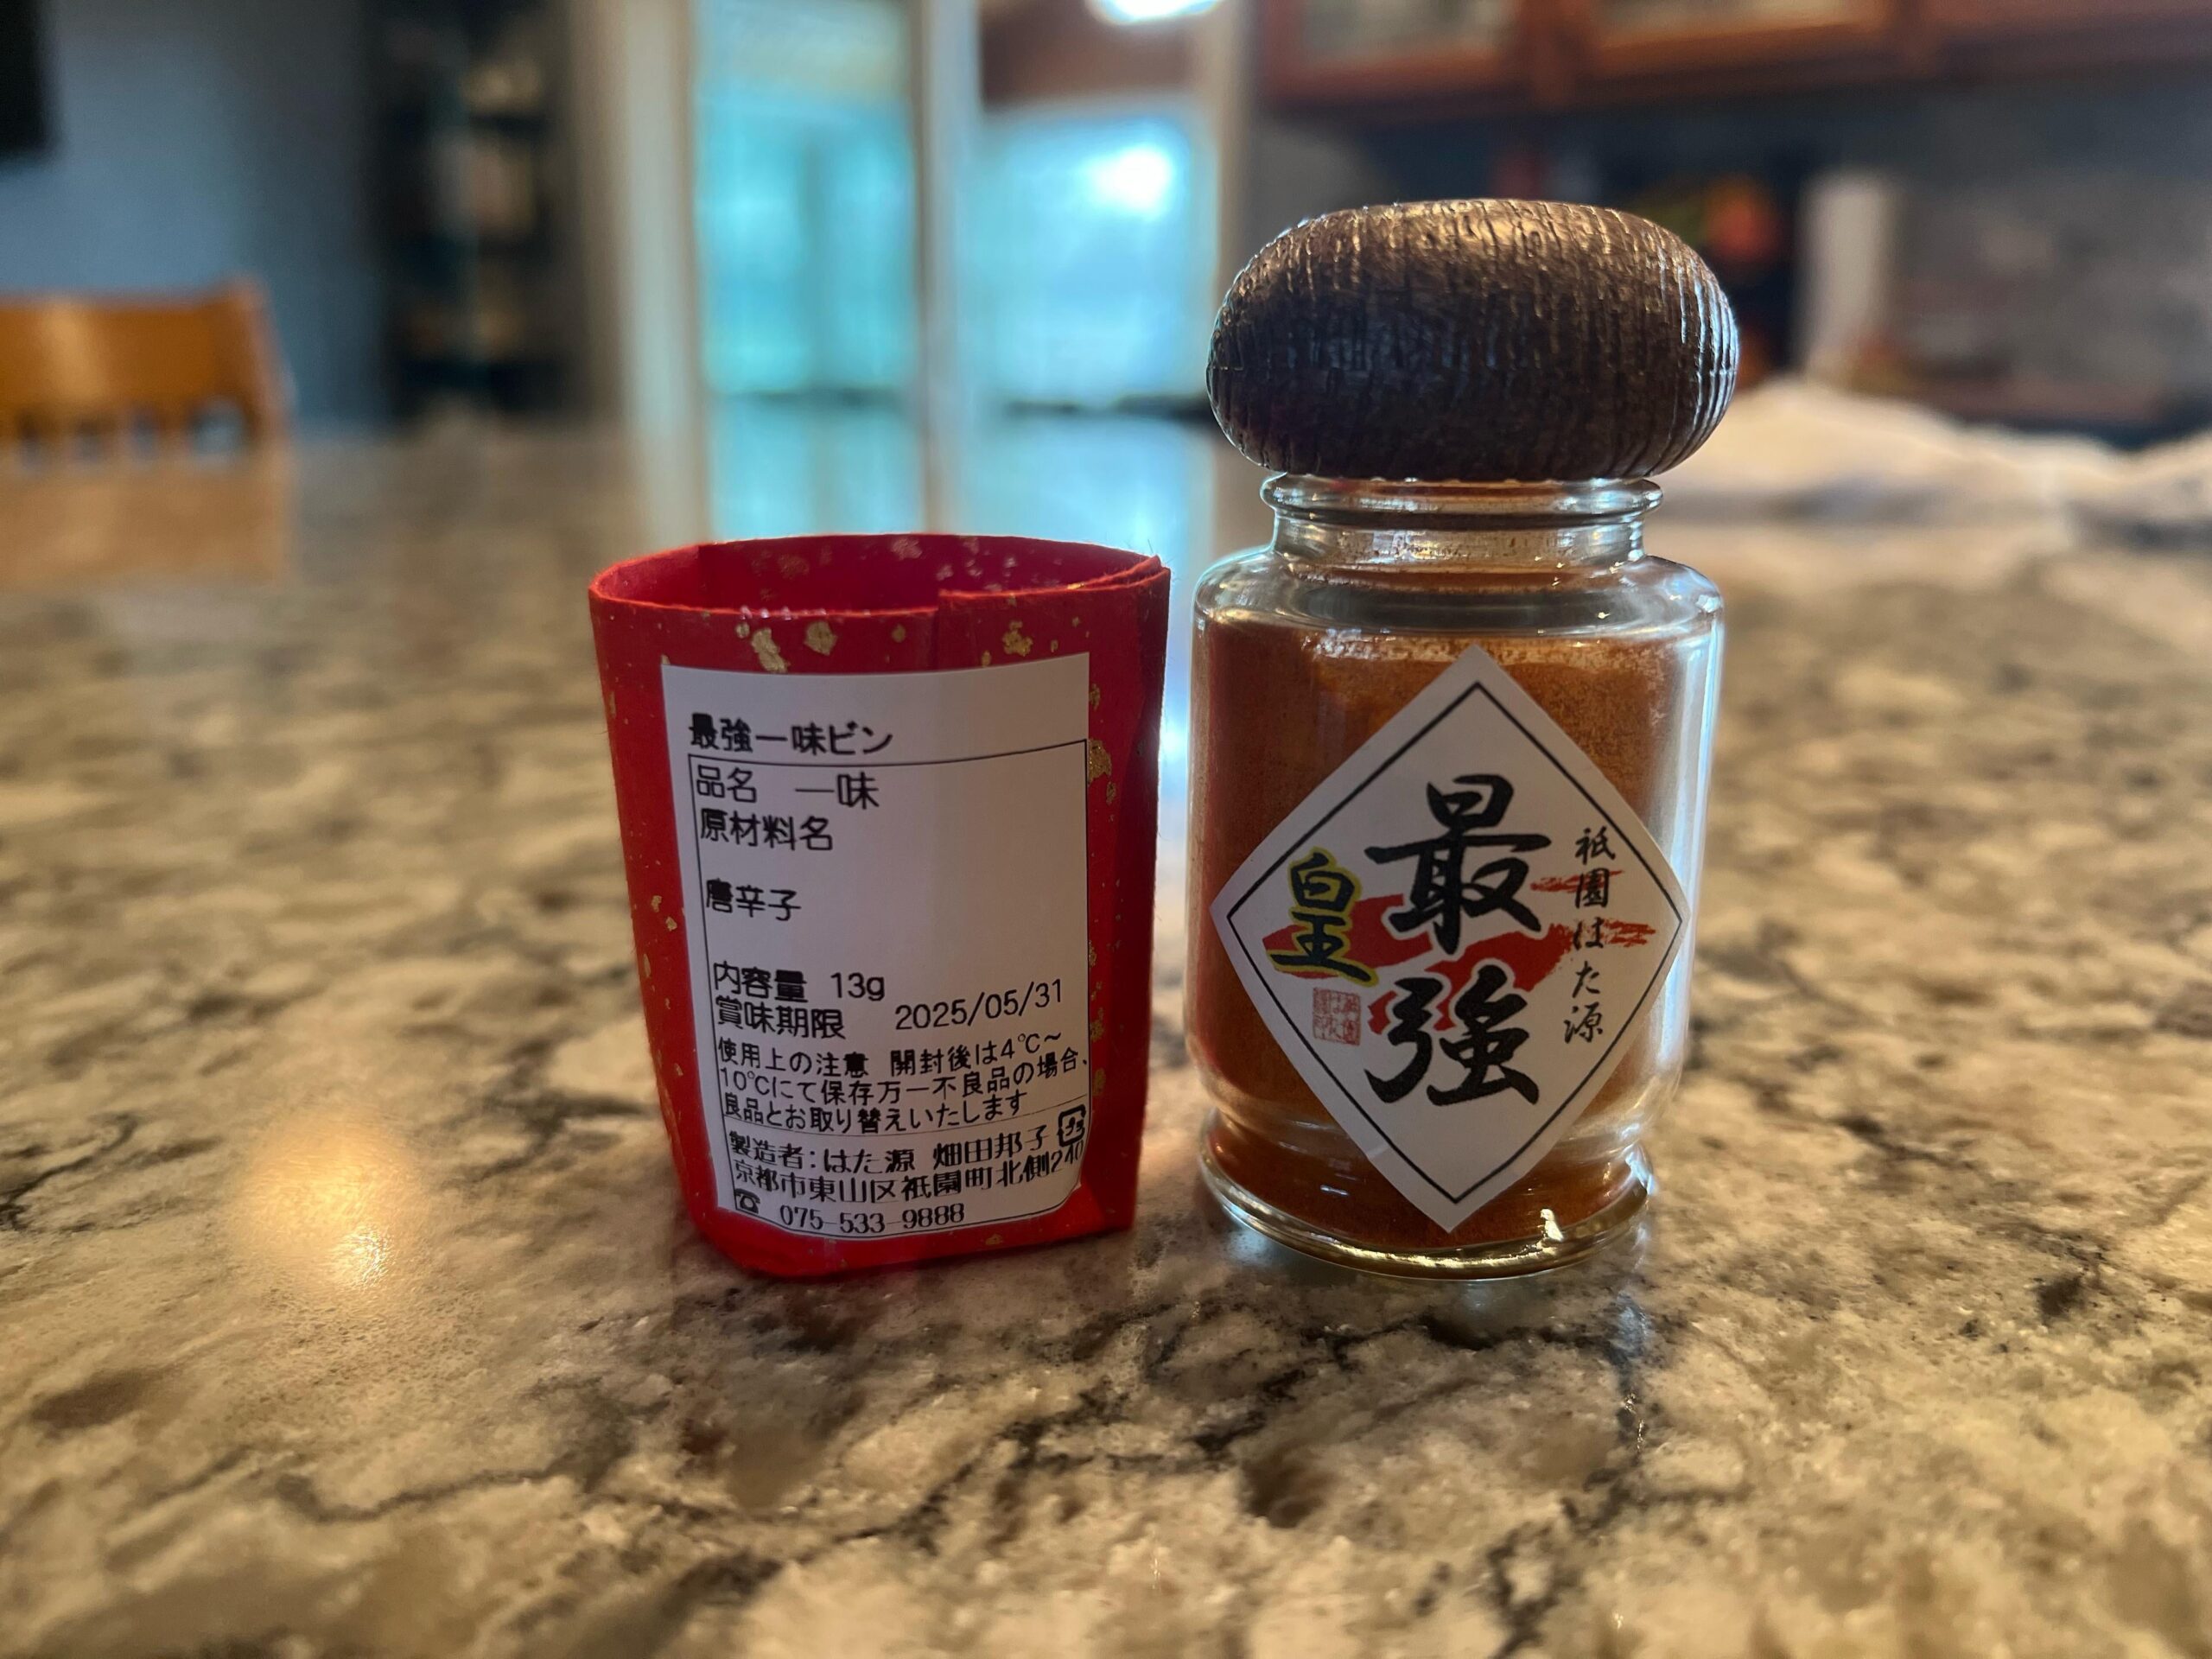 最強一味ビン
品名 一味
原材料名
唐辛子
内容量 13g
賞味期限 2025/05/31
使用上の注意 開封後は4℃〜
10℃にて保存万一不良品の場合、
良品とお取り替えいたします
製造者:はた源 畑田邦子
京都市東山区祇園町北側240
☎ 075-533-9888
祇園はた源
最強
皇